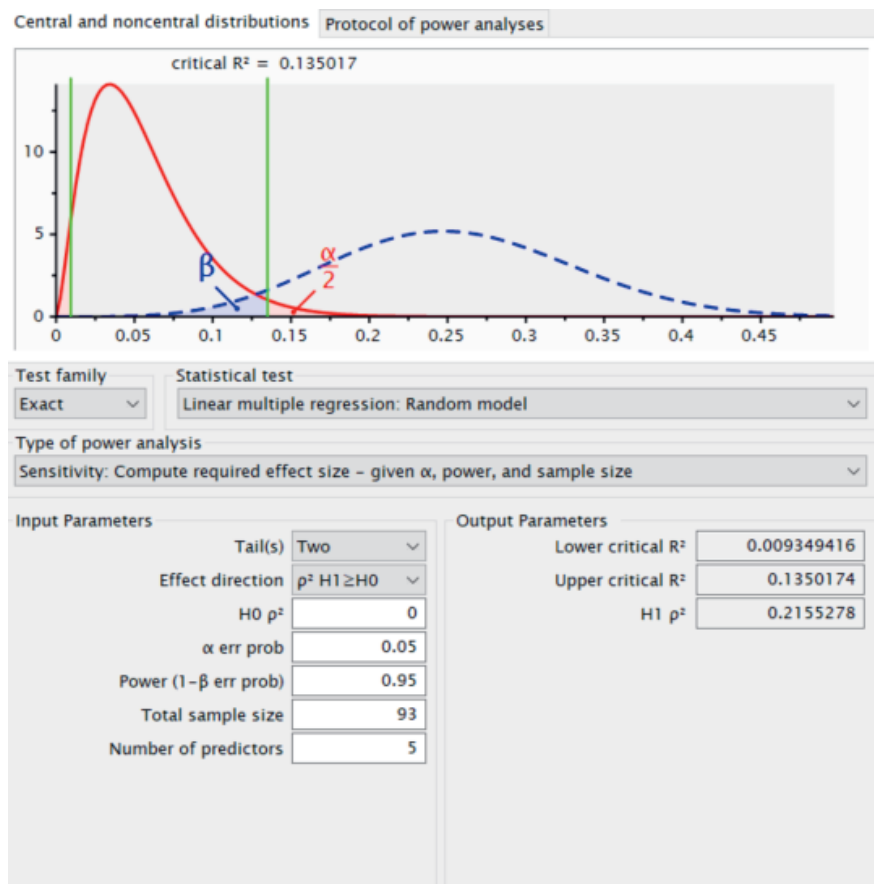 Central and noncentral distributions Protocol of power analyses
critical R² = 0.135017
10
5
0
β
α
2
0 0.05 0.1 0.15 0.2 0.25 0.3 0.35 0.4 0.45
Test family Statistical test
Exact Linear multiple regression: Random model
Type of power analysis
Sensitivity: Compute required effect size – given α, power, and sample size
Input Parameters Output Parameters
Tail(s) Two Lower critical R² 0.009349416
Effect direction ρ² H1≥H0 Upper critical R² 0.1350174
H0 ρ² 0 H1 ρ² 0.2155278
α err prob 0.05
Power (1–β err prob) 0.95
Total sample size 93
Number of predictors 5